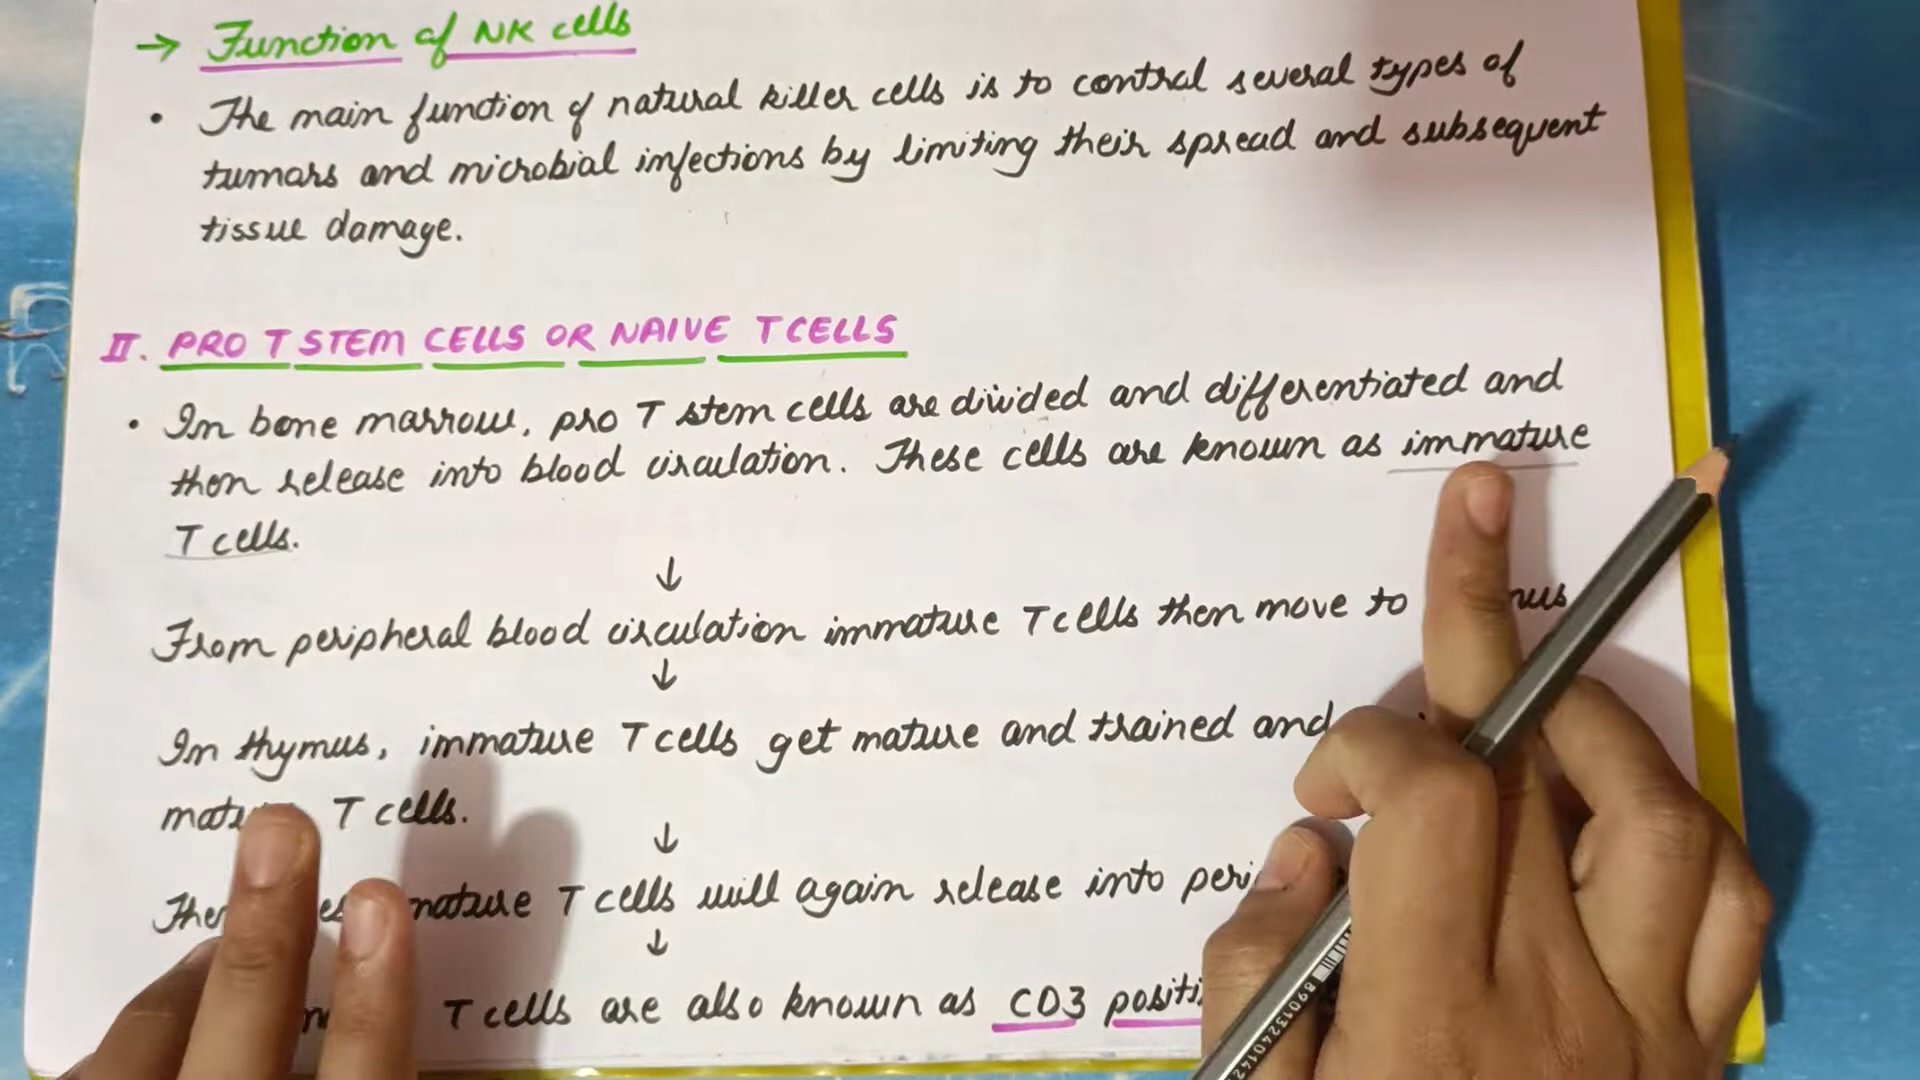 → Function of NK cells
• The main function of natural killer cells is to control several types of
tumars and microbial infections by limiting their spread and subsequent
tissue damage.
II. PRO T STEM CELLS OR NAIVE T CELLS
• In bone marrow, pro T stem cells are divided and differentiated and
then release into blood circulation. These cells are known as immature
T cells.
↓
From peripheral blood circulation immature T cells then move to
↓
In thymus, immature T cells get mature and trained and
T cells.
↓
mature T cells will again release into
↓
T cells are also known as CD3